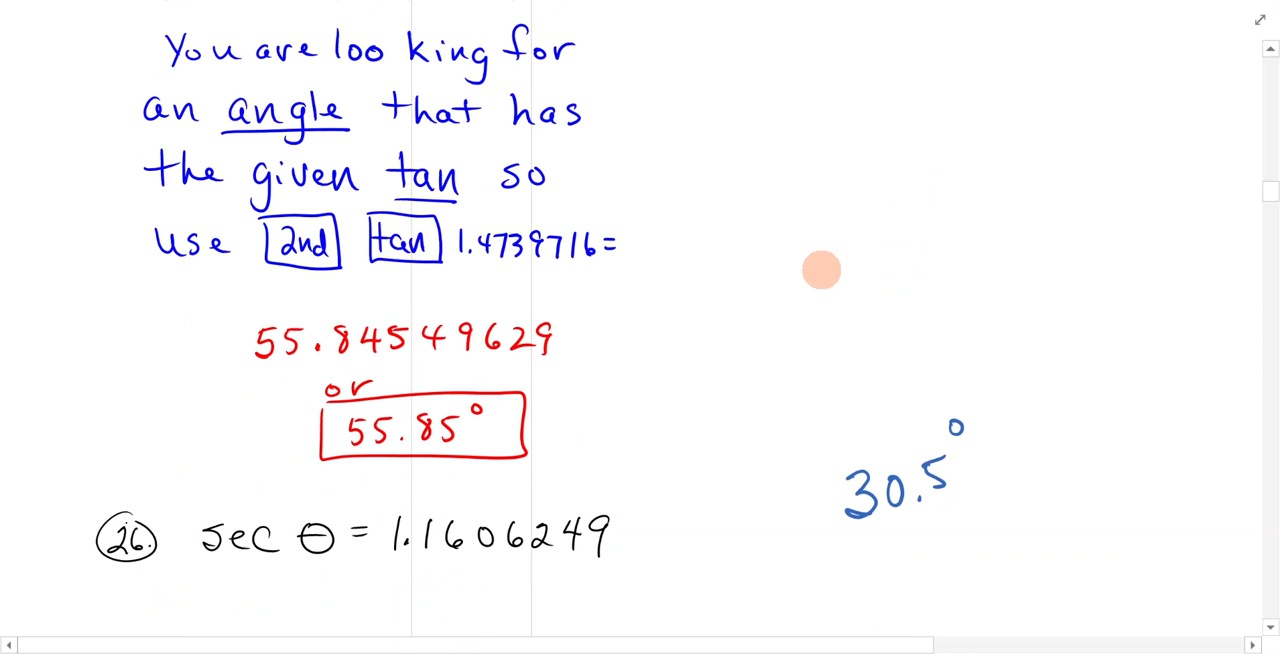 You are looking for
an angle that has
the given tan so
use 2nd tan 1.4739716=
55.84549629
or
55.85°
30.5°
26. sec θ = 1.1606249